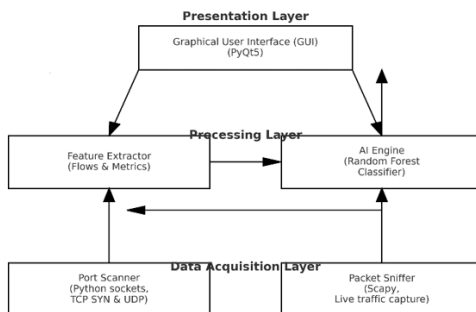 Presentation Layer
Graphical User Interface (GUI)
(PyQt5)
Processing Layer
Feature Extractor
(Flows & Metrics)
AI Engine
(Random Forest
Classifier)
Data Acquisition Layer
Port Scanner
(Python sockets,
TCP SYN & UDP)
Packet Sniffer
(Scapy,
Live traffic capture)